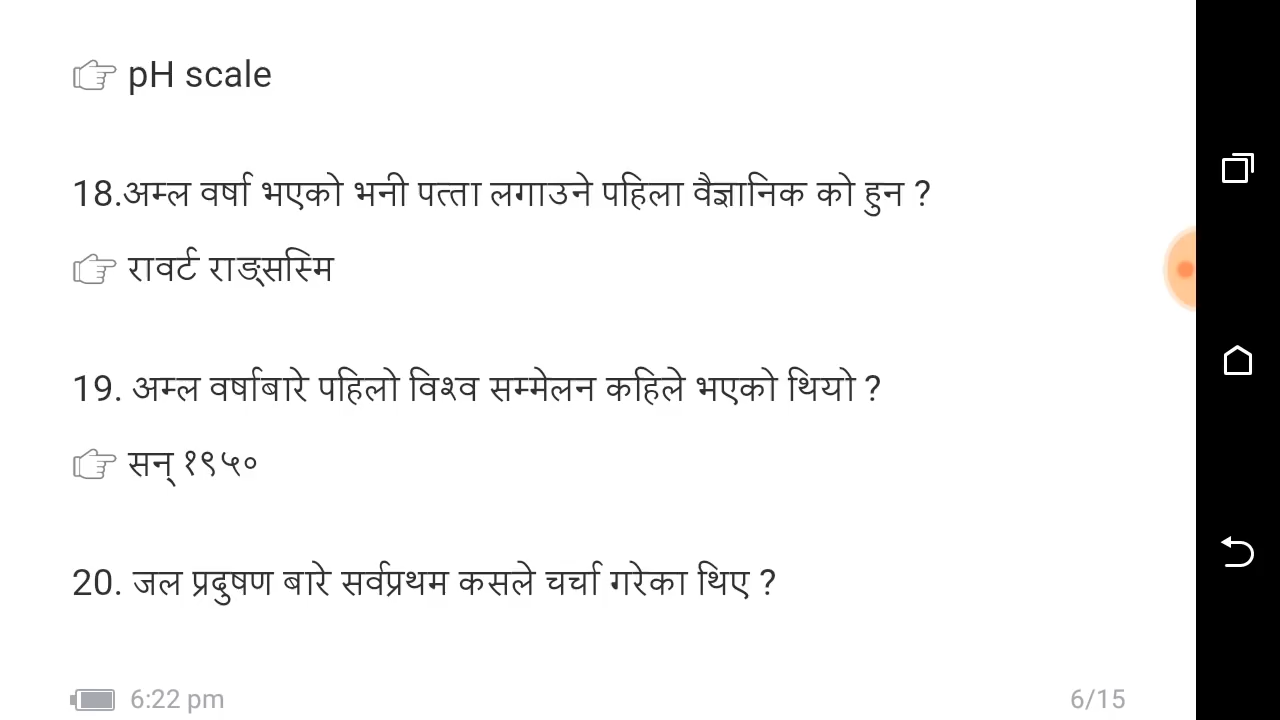 👉 pH scale
18.अम्ल वर्षा भएको भनी पत्ता लगाउने पहिला वैज्ञानिक को हुन ?
👉 रावर्ट राङ्सस्मि
19. अम्ल वर्षाबारे पहिलो विश्व सम्मेलन कहिले भएको थियो ?
👉 सन् १९५०
20. जल प्रदुषण बारे सर्वप्रथम कसले चर्चा गरेका थिए ?
6:22 pm 6/15